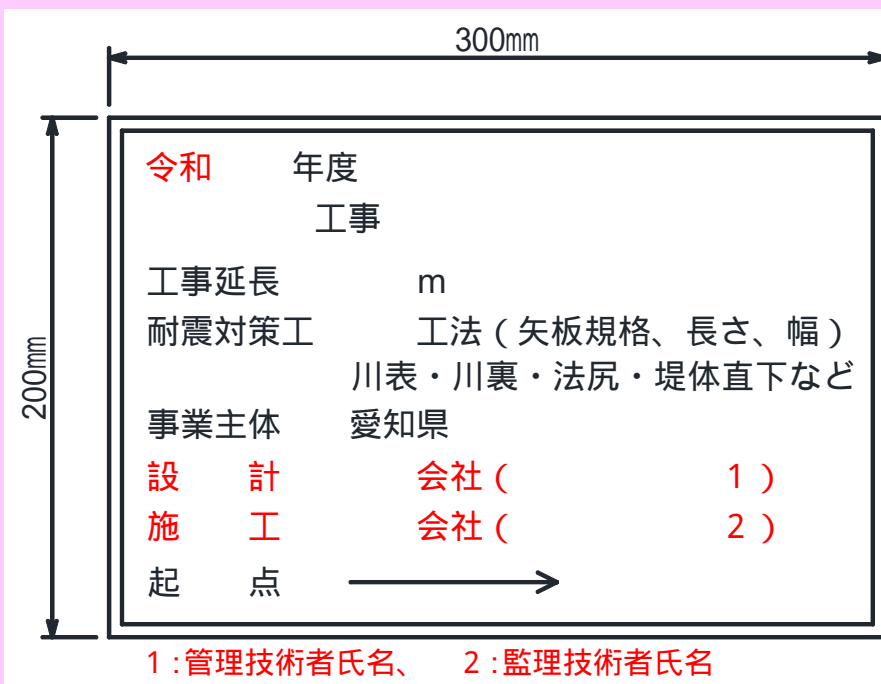 300㎜
200㎜
令和　　年度
工事
工事延長　　　　m
耐震対策工　　　工法（矢板規格、長さ、幅）
川表・川裏・法尻・堤体直下など
事業主体　　愛知県
設　　計　　　　会社（　　　　　　1）
施　　工　　　　会社（　　　　　　2）
起　　点
1:管理技術者氏名、　2:監理技術者氏名